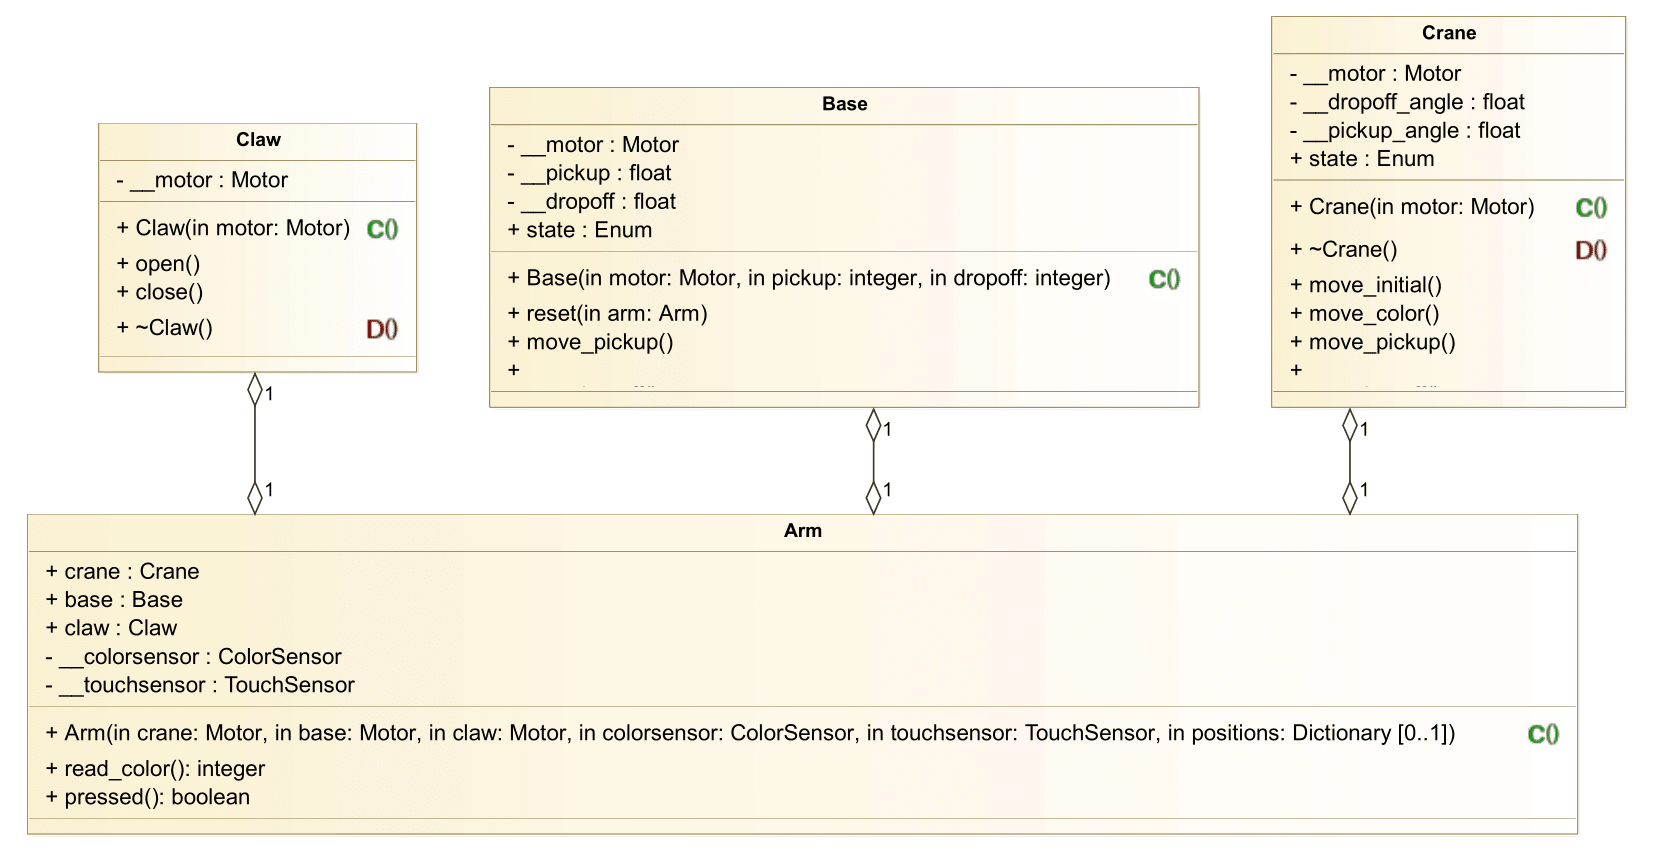 Claw
- __motor : Motor
+ Claw(in motor: Motor) C()
+ open()
+ close()
+ ~Claw() D()
1
1
Base
- __motor : Motor
- __pickup : float
- __dropoff : float
+ state : Enum
+ Base(in motor: Motor, in pickup: integer, in dropoff: integer) C()
+ reset(in arm: Arm)
+ move_pickup()
+
1
1
Crane
- __motor : Motor
- __dropoff_angle : float
- __pickup_angle : float
+ state : Enum
+ Crane(in motor: Motor) C()
+ ~Crane() D()
+ move_initial()
+ move_color()
+ move_pickup()
+
1
1
Arm
+ crane : Crane
+ base : Base
+ claw : Claw
- __colorsensor : ColorSensor
- __touchsensor : TouchSensor
+ Arm(in crane: Motor, in base: Motor, in claw: Motor, in colorsensor: ColorSensor, in touchsensor: TouchSensor, in positions: Dictionary [0..1]) C()
+ read_color(): integer
+ pressed(): boolean